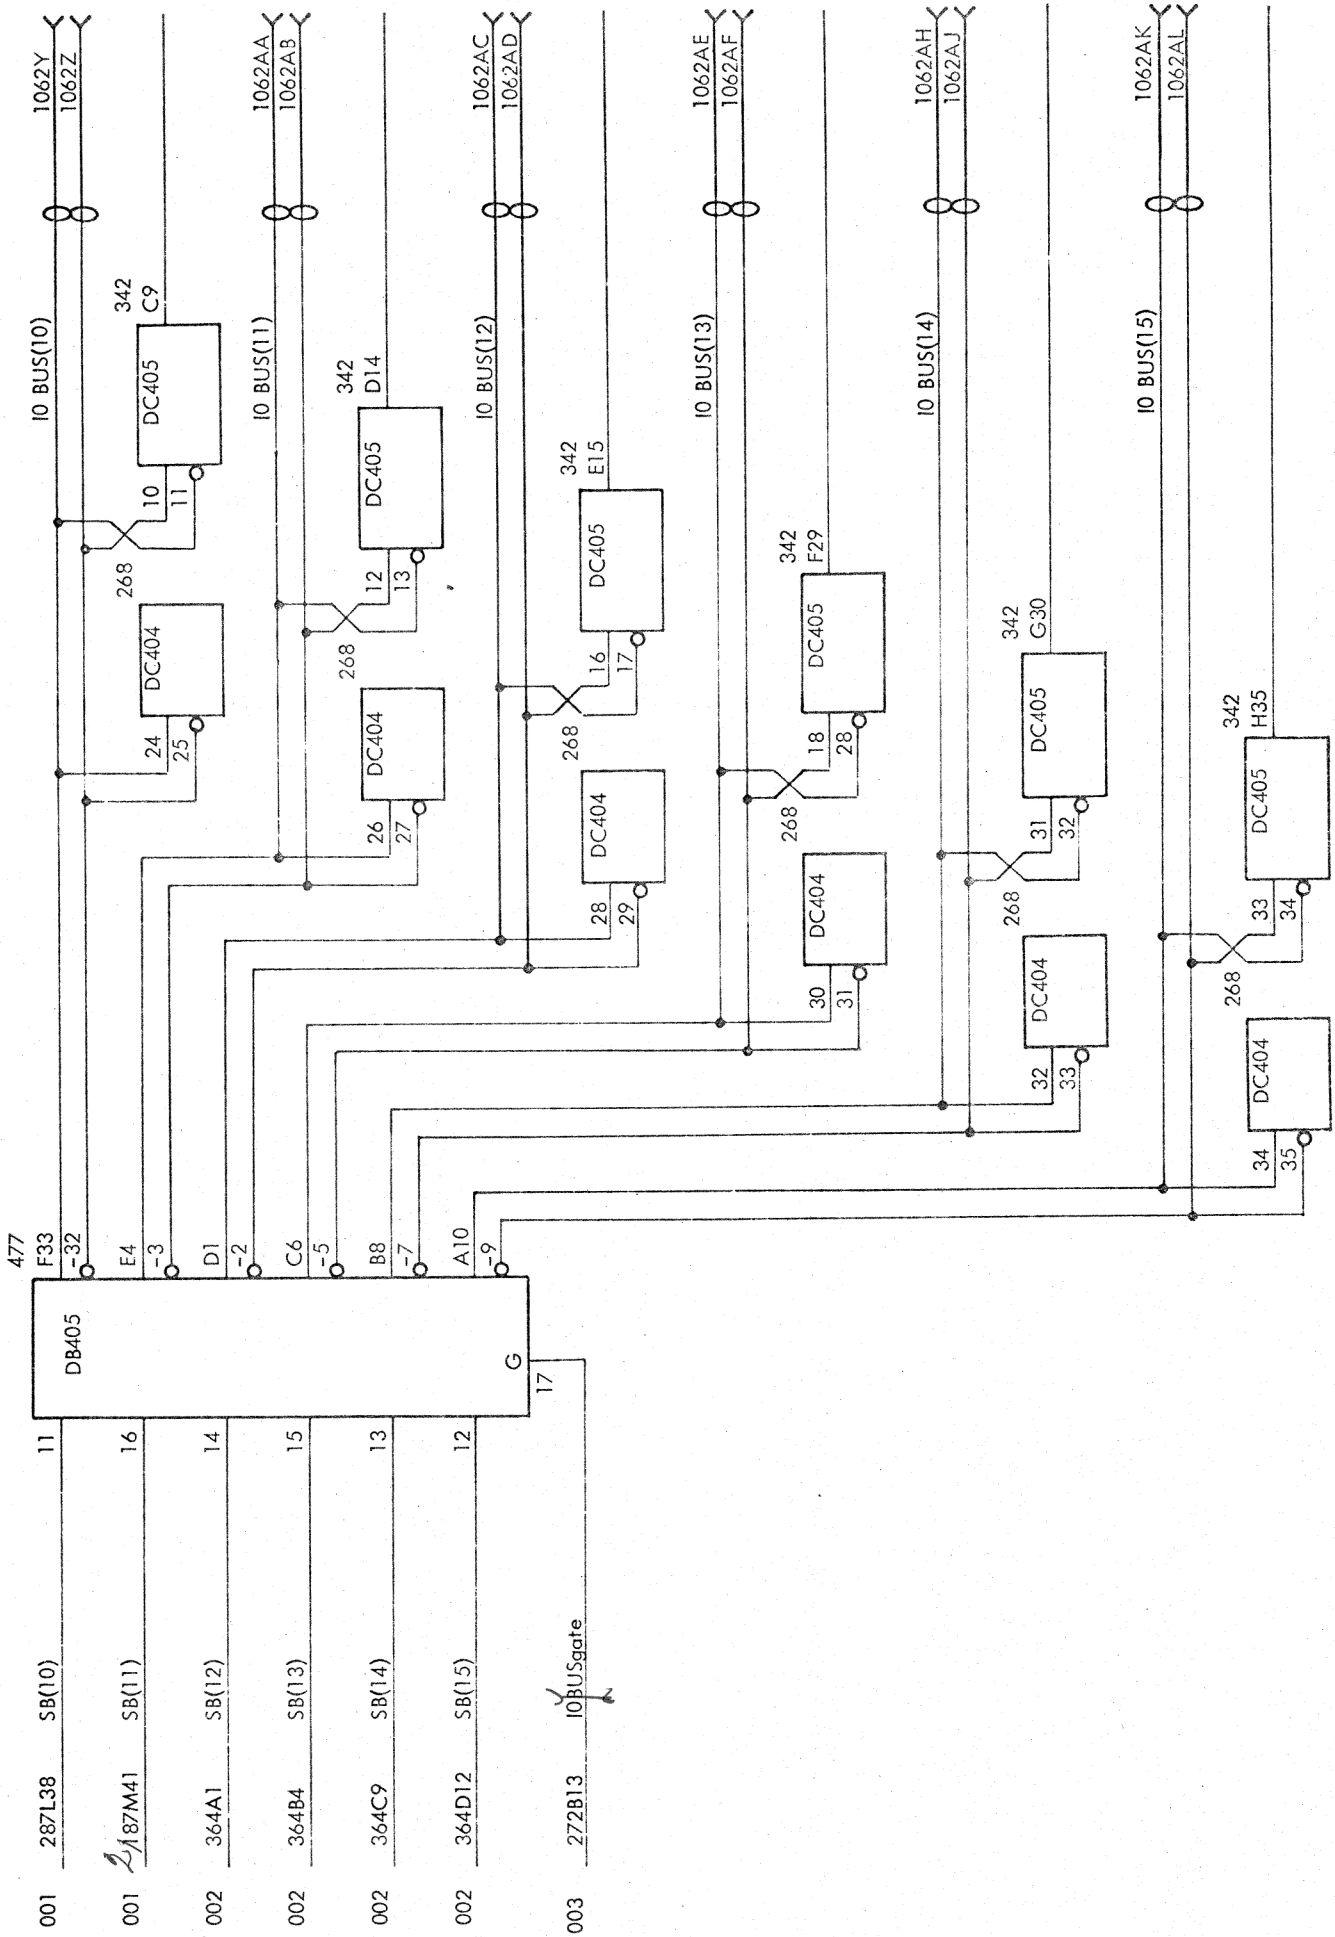 001 287L38 SB(10) 11
001 2/187M41 SB(11) 16
002 364A1 SB(12) 14
002 364B4 SB(13) 15
002 364C9 SB(14) 13
002 364D12 SB(15) 12
003 272B13 IOBUSgate 17
DB405
G
477
F33
-32
E4
-3
D1
-2
C6
-5
B8
-7
A10
-9
24
25
DC404
268
10
11
DC405
342
C9
IO BUS(10)
1062Y
1062Z
26
27
DC404
268
12
13
DC405
342
D14
IO BUS(11)
1062AA
1062AB
28
29
DC404
268
16
17
DC405
342
E15
IO BUS(12)
1062AC
1062AD
30
31
DC404
268
18
28
DC405
342
F29
IO BUS(13)
1062AE
1062AF
32
33
DC404
268
31
32
DC405
342
G30
IO BUS(14)
1062AH
1062AJ
34
35
DC404
268
33
34
DC405
342
H35
IO BUS(15)
1062AK
1062AL